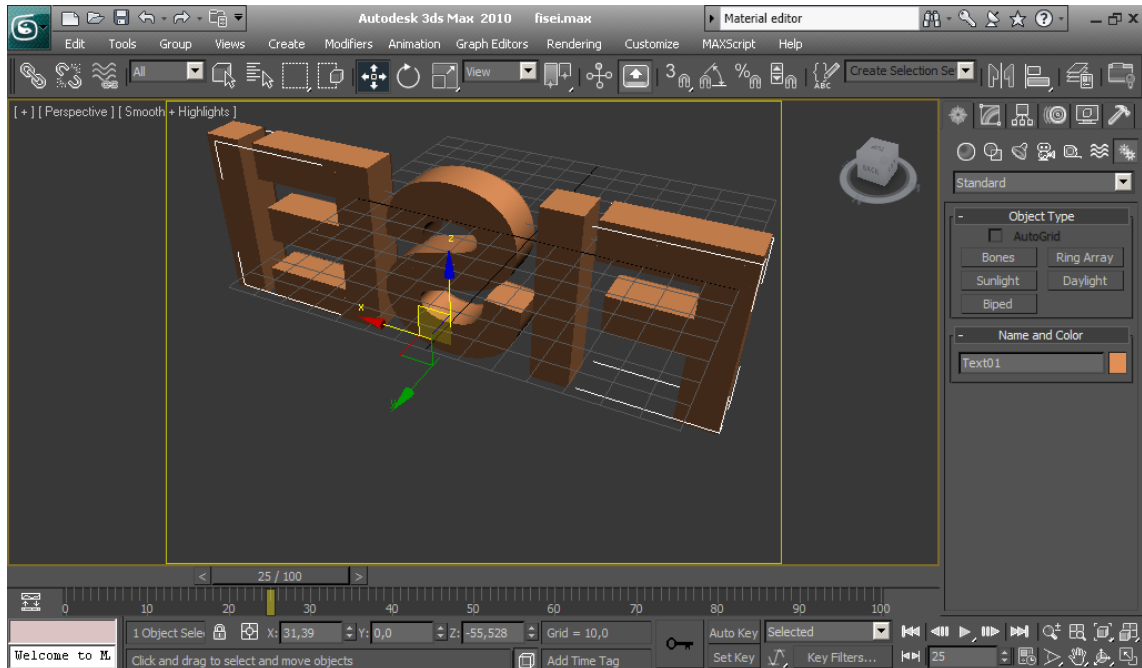 Autodesk 3ds Max 2010 fisei.max Material editor
Edit Tools Group Views Create Modifiers Animation Graph Editors Rendering Customize MAXScript Help
All View 3 ABC Create Selection Se
[ + ] [ Perspective ] [ Smooth + Highlights ]
BACK
z
x
Standard
- Object Type
AutoGrid
Bones Ring Array
Sunlight Daylight
Biped
- Name and Color
Text01
< 25 / 100 >
0 10 20 30 40 50 60 70 80 90 100
1 Object Sele X: 31,39 Y: 0,0 Z: -55,528 Grid = 10,0 Auto Key Selected
Welcome to M Click and drag to select and move objects Add Time Tag Set Key Key Filters... 25